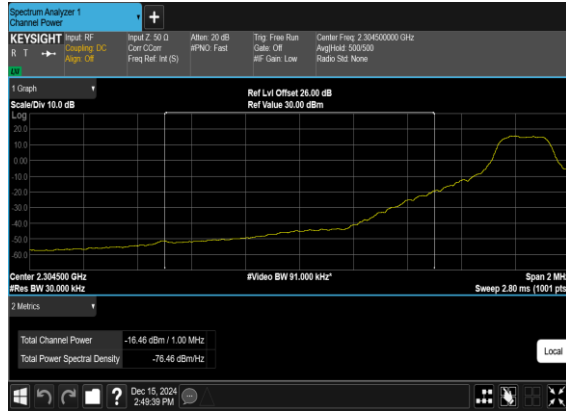 Spectrum Analyzer 1
Channel Power
+
KEYSIGHT Input: RF Input Z: 50 Ω Atten: 20 dB Trig: Free Run Center Freq: 2.304500000 GHz
R T Coupling: DC Corr CCorr #PNO: Fast Gate: Off Avg|Hold: 500/500
Align: Off Freq Ref: Int (S) #IF Gain: Low Radio Std: None
1 Graph Ref Lvl Offset 26.00 dB
Scale/Div 10.0 dB Ref Value 30.00 dBm
Log
20.0
10.0
0.00
-10.0
-20.0
-30.0
-40.0
-50.0
-60.0
Center 2.304500 GHz #Video BW 91.000 kHz* Span 2 MHz
#Res BW 30.000 kHz Sweep 2.80 ms (1001 pts)
2 Metrics
Total Channel Power -16.46 dBm / 1.00 MHz
Total Power Spectral Density -76.46 dBm/Hz
Local
? Dec 15, 2024
2:49:39 PM